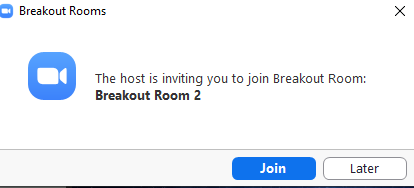 Breakout Rooms
The host is inviting you to join Breakout Room:
Breakout Room 2
Join
Later